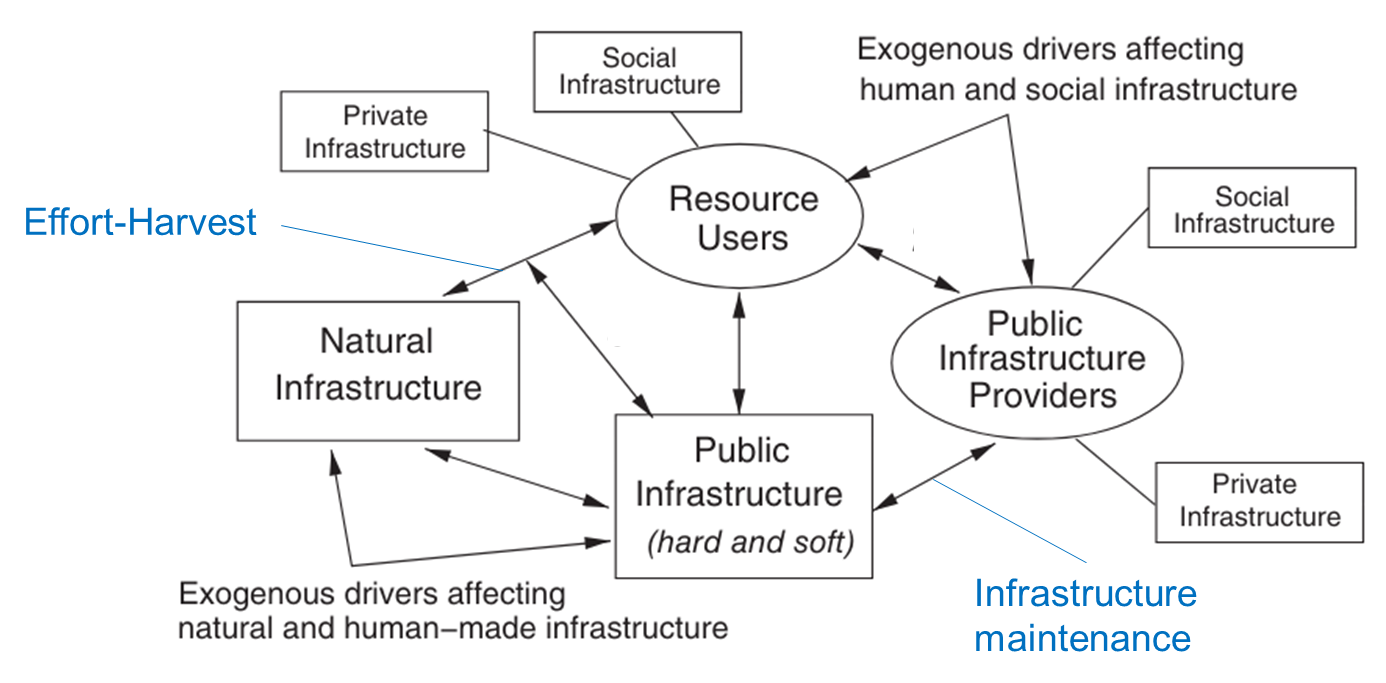 Social
Infrastructure
Exogenous drivers affecting
human and social infrastructure
Private
Infrastructure
Resource
Users
Social
Infrastructure
Effort-Harvest
Natural
Infrastructure
Public
Infrastructure
Providers
Public
Infrastructure
(hard and soft)
Private
Infrastructure
Exogenous drivers affecting
natural and human–made infrastructure
Infrastructure
maintenance